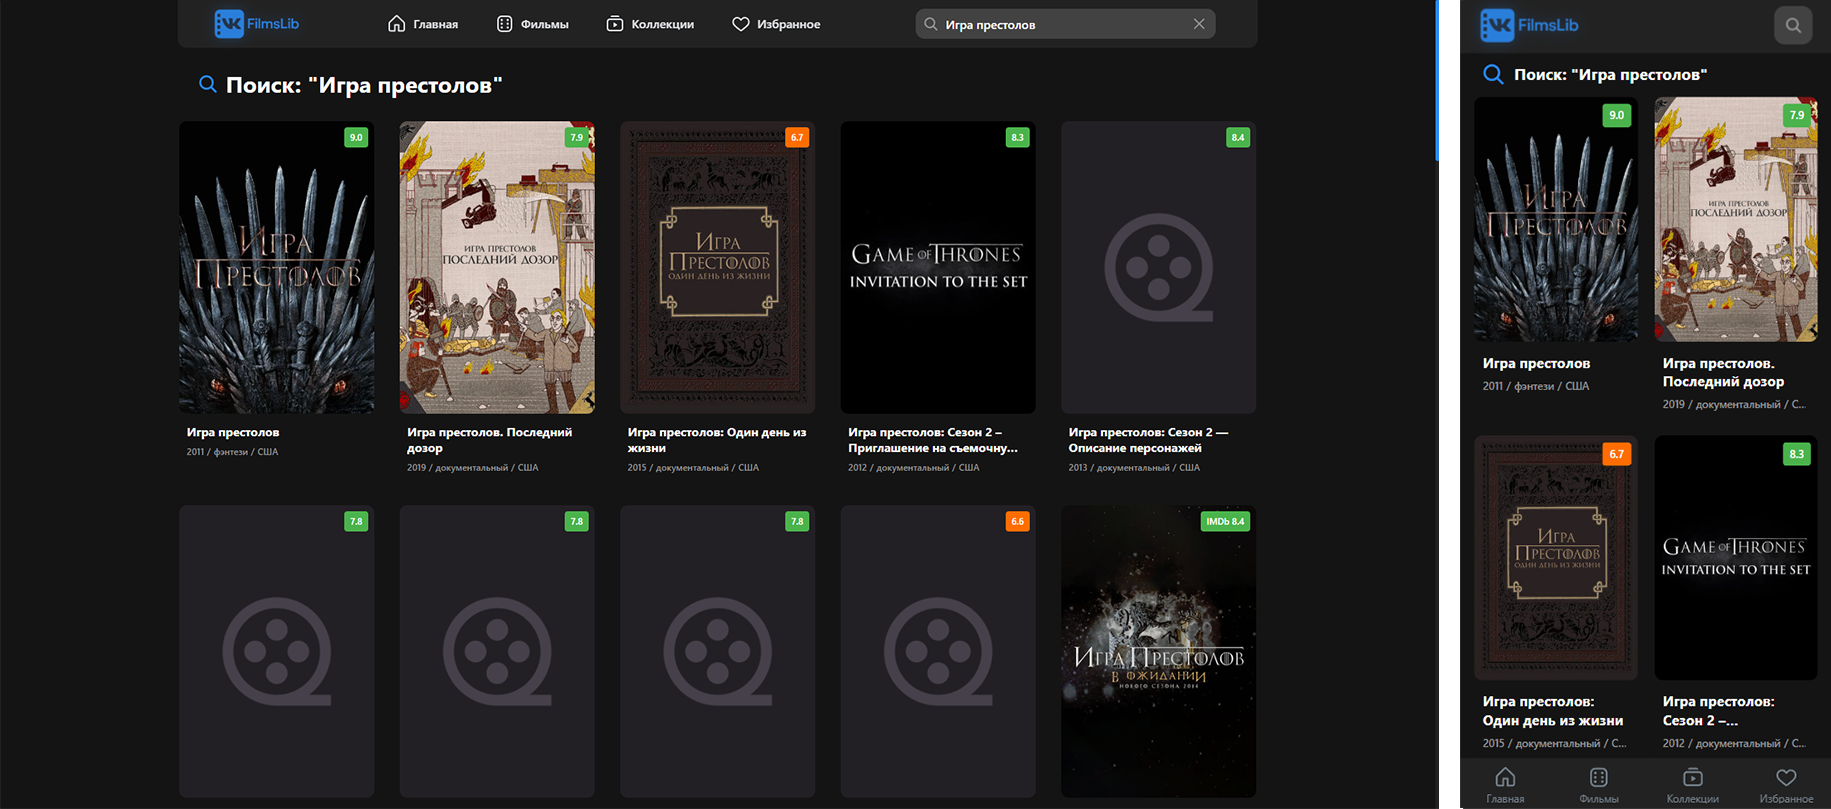 FilmsLib
Главная
Фильмы
Коллекции
Избранное
Игра престолов
Поиск: "Игра престолов"
9.0
ИГРА
ПРЕСТОЛОВ
7.9
ИГРА ПРЕСТОЛОВ
ПОСЛЕДНИЙ ДОЗОР
6.7
ИГРА
ПРЕСТОЛОВ
ОДИН ДЕНЬ ИЗ ЖИЗНИ
8.3
GAME OF THRONES
INVITATION TO THE SET
8.4
Игра престолов
2011 / фэнтези / США
Игра престолов. Последний
дозор
2019 / документальный / США
Игра престолов: Один день из
жизни
2015 / документальный / США
Игра престолов: Сезон 2 –
Приглашение на съемочну...
2012 / документальный / США
Игра престолов: Сезон 2 —
Описание персонажей
2013 / документальный / США
7.8
7.8
7.8
6.6
IMDb 8.4
ИГРА ПРЕСТОЛОВ
В ОЖИДАНИИ
НОВОГО СЕЗОНА 2014
FilmsLib
Поиск: "Игра престолов"
9.0
ИГРА
ПРЕСТОЛОВ
7.9
ИГРА ПРЕСТОЛОВ
ПОСЛЕДНИЙ ДОЗОР
Игра престолов
2011 / фэнтези / США
Игра престолов.
Последний дозор
2019 / документальный / С...
6.7
ИГРА
ПРЕСТОЛОВ
ОДИН ДЕНЬ ИЗ ЖИЗНИ
8.3
GAME OF THRONES
INVITATION TO THE SET
Игра престолов:
Один день из жизни
2015 / документальный / С...
Игра престолов:
Сезон 2 –...
2012 / документальный / С...
Главная
Фильмы
Коллекции
Избранное